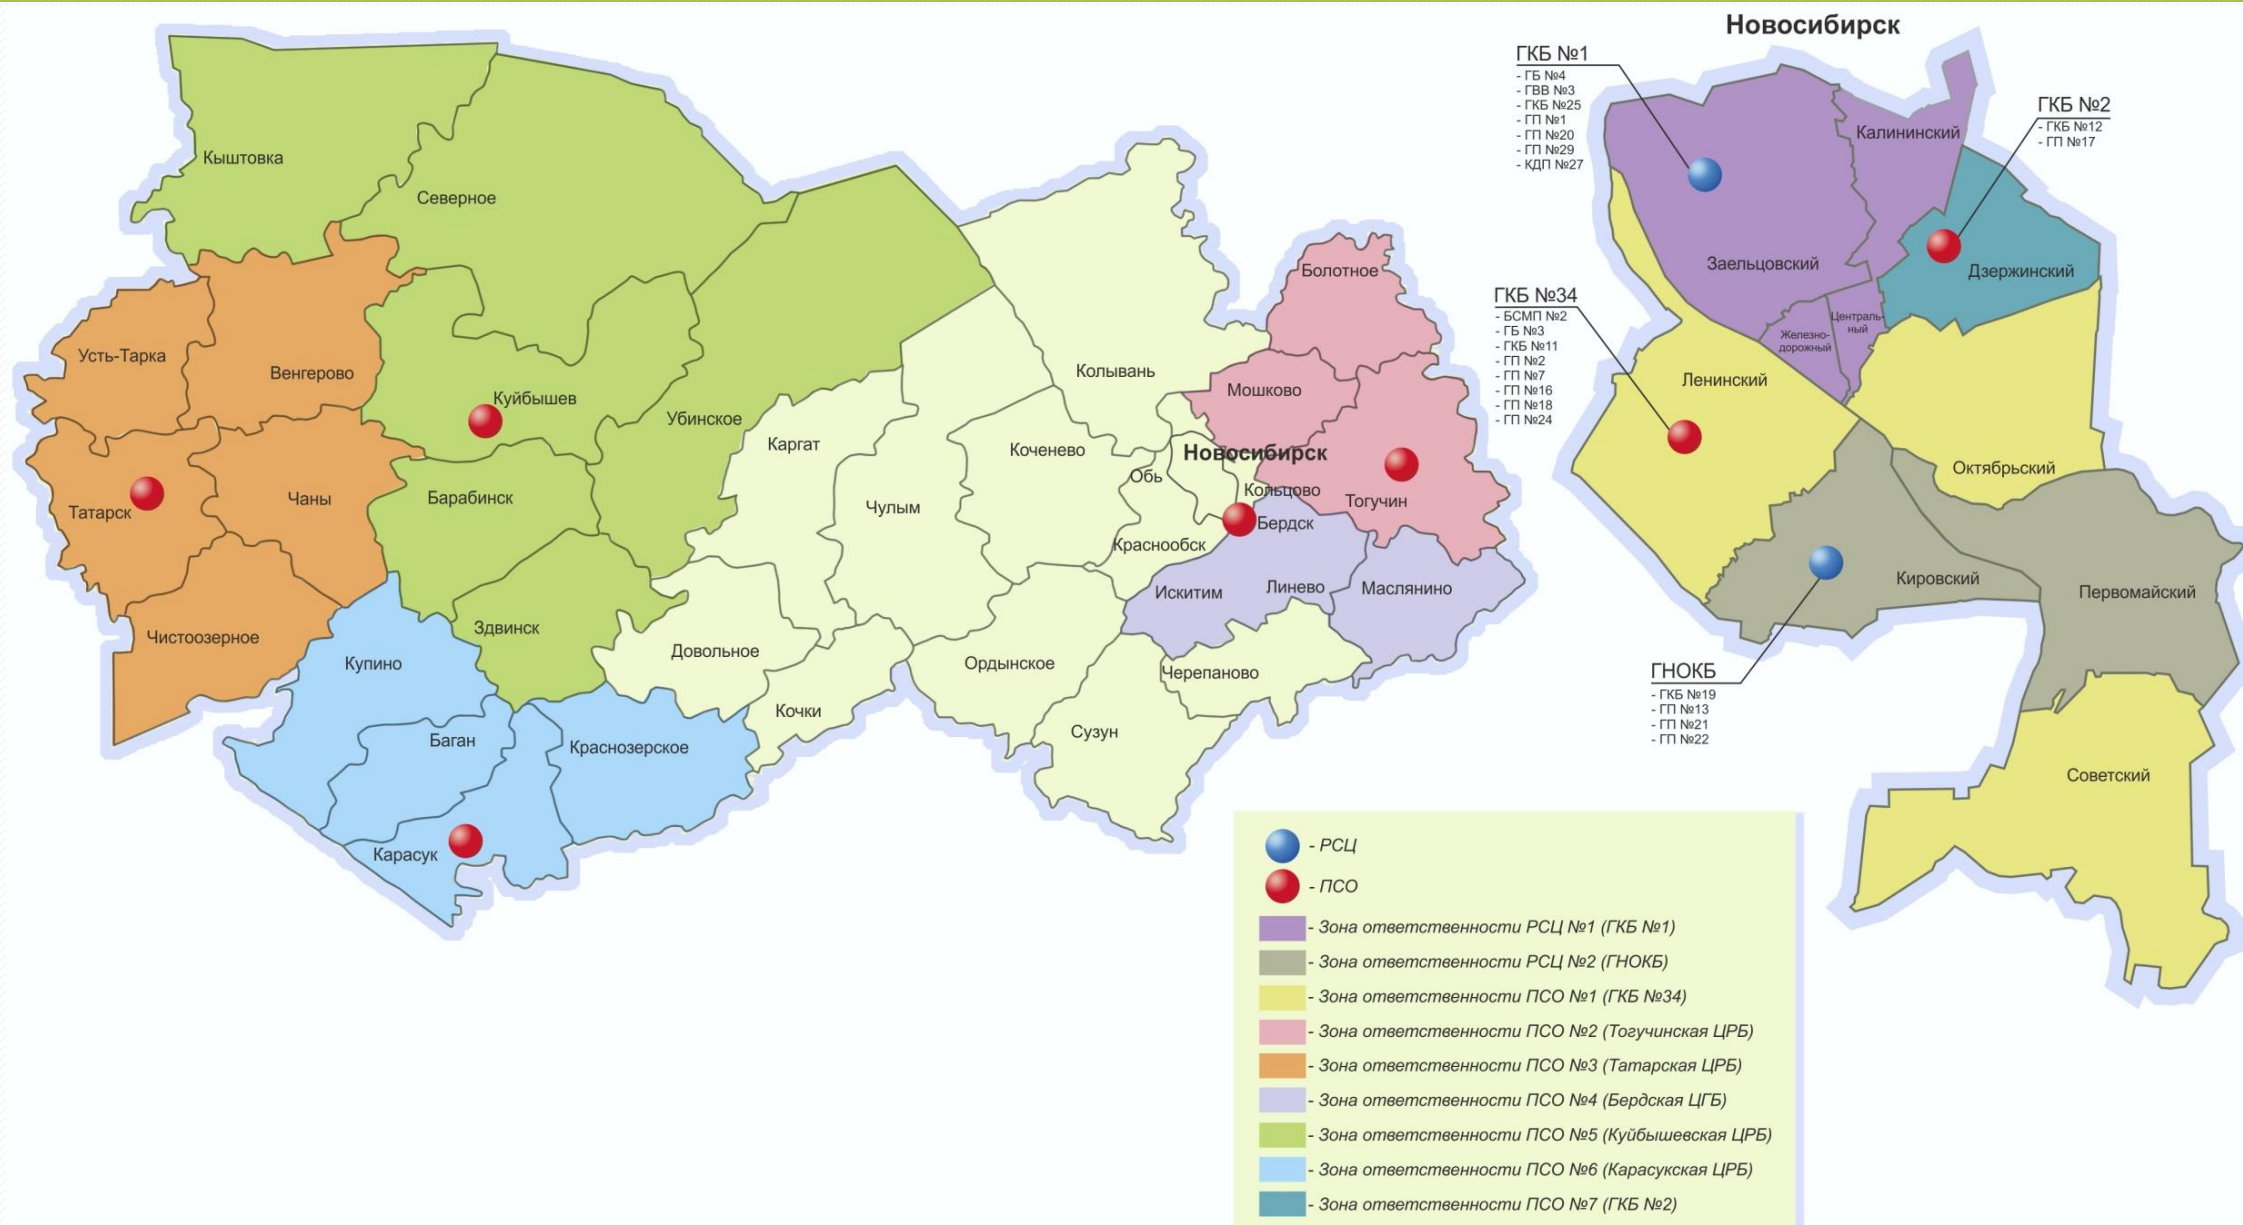 Новосибирск
Кыштовка
Северное
Усть-Тарка
Венгерово
Куйбышев
Убинское
Татарск
Чаны
Барабинск
Чистоозерное
Здвинск
Купино
Баган
Карасук
Краснозерское
Каргат
Чулым
Довольное
Кочки
Колывань
Коченево
Обь
Новосибирск
Кольцово
Краснообск
Бердск
Болотное
Мошково
Тогучин
Искитим
Линево
Маслянино
Черепаново
Ордынское
Сузун
ГКБ №1
- ГБ №4
- ГВВ №3
- ГКБ №25
- ГП №1
- ГП №20
- ГП №29
- КДП №27
ГКБ №2
- ГКБ №12
- ГП №17
ГКБ №34
- БСМП №2
- ГБ №3
- ГКБ №11
- ГП №2
- ГП №7
- ГП №16
- ГП №18
- ГП №24
ГНОКБ
- ГКБ №19
- ГП №13
- ГП №21
- ГП №22
Калининский
Заельцовский
Дзержинский
Централь-
ный
Железно-
дорожный
Ленинский
Октябрьский
Кировский
Первомайский
Советский
- РСЦ
- ПСО
- Зона ответственности РСЦ №1 (ГКБ №1)
- Зона ответственности РСЦ №2 (ГНОКБ)
- Зона ответственности ПСО №1 (ГКБ №34)
- Зона ответственности ПСО №2 (Тогучинская ЦРБ)
- Зона ответственности ПСО №3 (Татарская ЦРБ)
- Зона ответственности ПСО №4 (Бердская ЦГБ)
- Зона ответственности ПСО №5 (Куйбышевская ЦРБ)
- Зона ответственности ПСО №6 (Карасукская ЦРБ)
- Зона ответственности ПСО №7 (ГКБ №2)